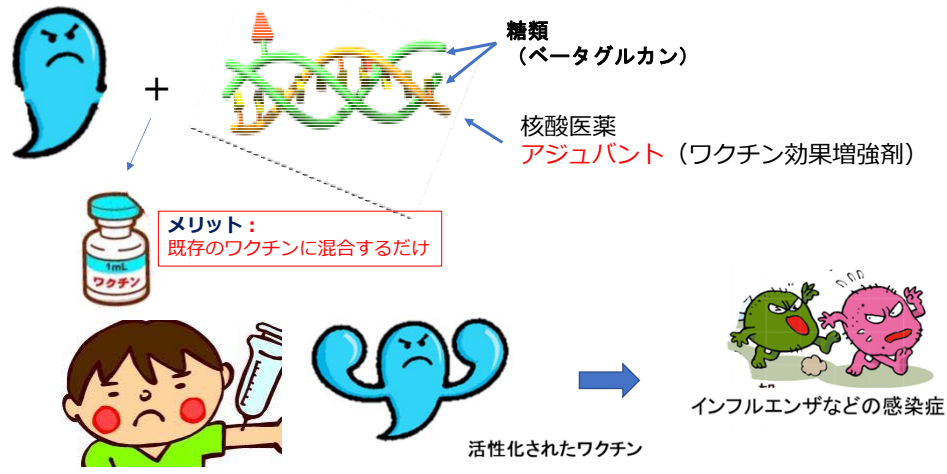 糖類
（ベータグルカン）
+
核酸医薬
アジュバント（ワクチン効果増強剤）
メリット：
既存のワクチンに混合するだけ
1mL
ワクチン
インフルエンザなどの感染症
活性化されたワクチン